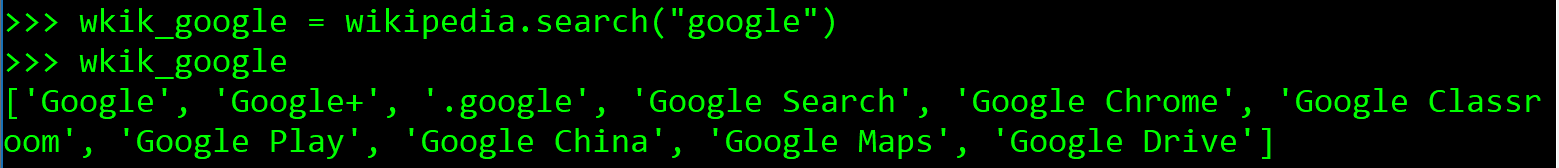 >>> wkik_google = wikipedia.search("google")
>>> wkik_google
['Google', 'Google+', '.google', 'Google Search', 'Google Chrome', 'Google Classr
oom', 'Google Play', 'Google China', 'Google Maps', 'Google Drive']